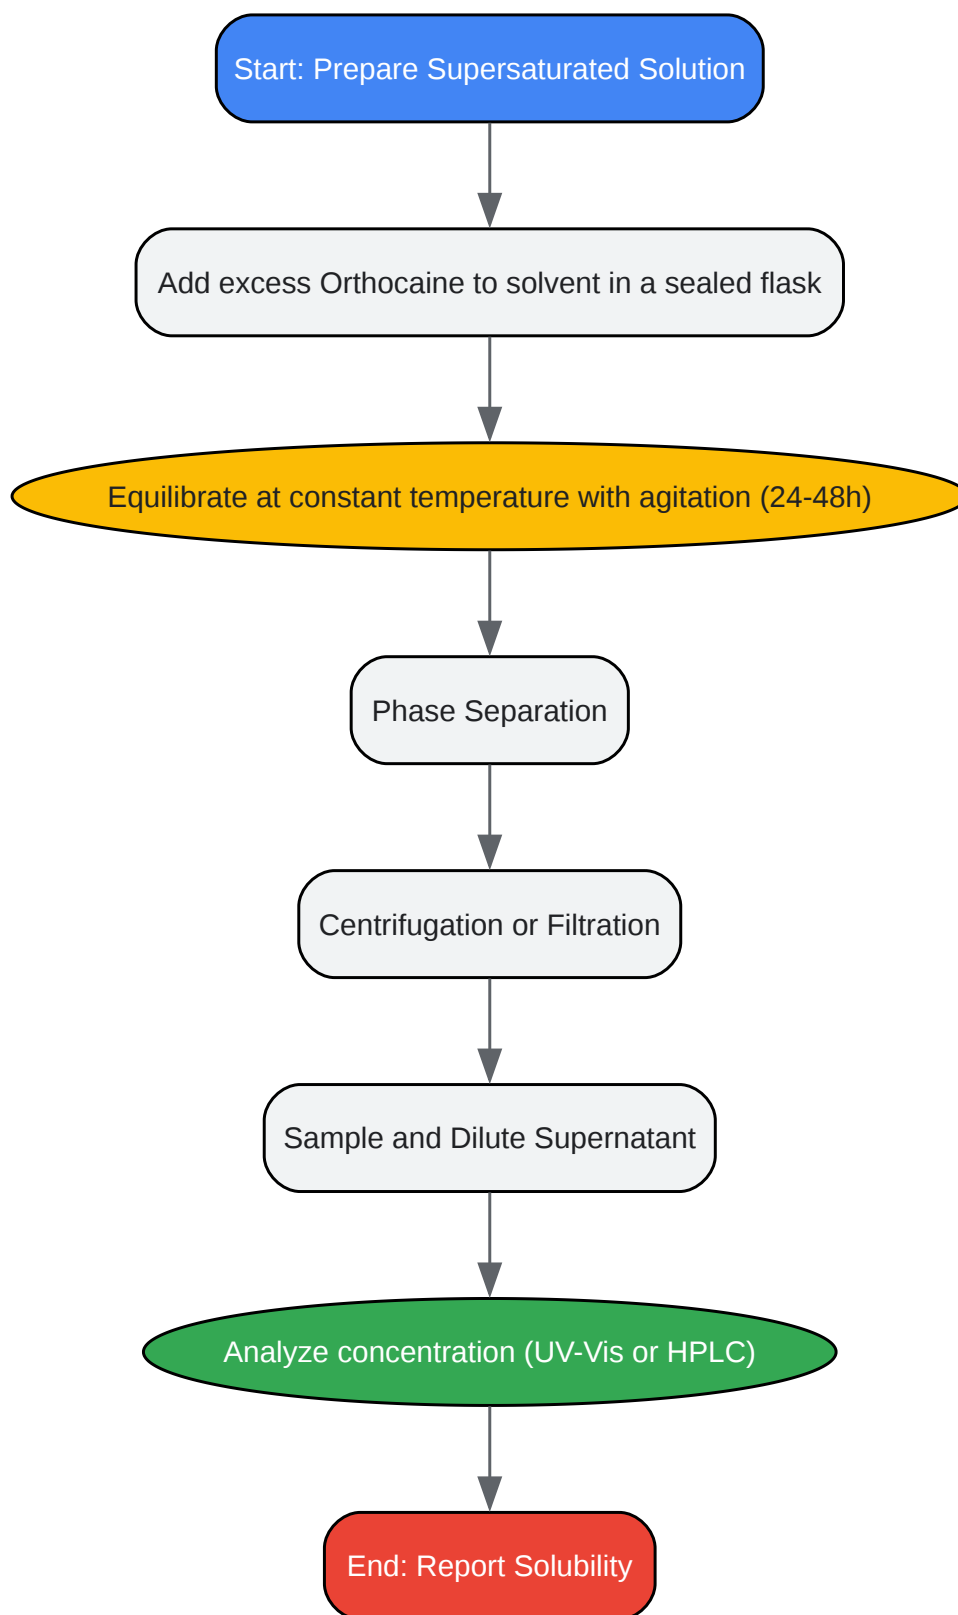 Start: Prepare Supersaturated Solution
Add excess Orthocaine to solvent in a sealed flask
Equilibrate at constant temperature with agitation (24-48h)
Phase Separation
Centrifugation or Filtration
Sample and Dilute Supernatant
Analyze concentration (UV-Vis or HPLC)
End: Report Solubility